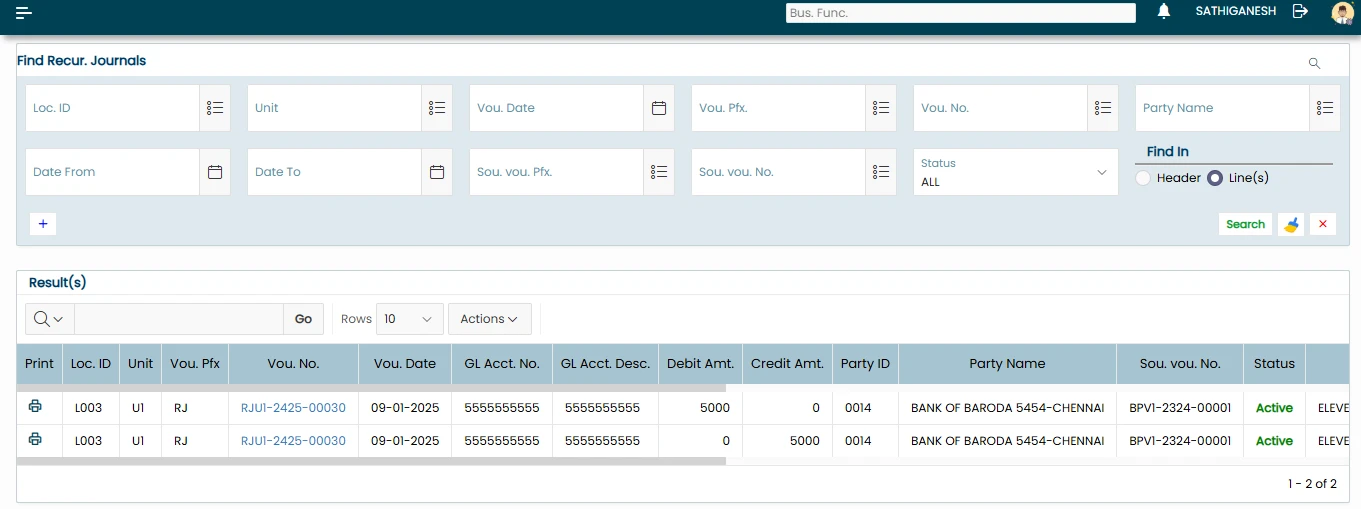 Bus. Func. SATHIGANESH
Find Recur. Journals
Loc. ID Unit Vou. Date Vou. Pfx. Vou. No. Party Name
Date From Date To Sou. vou. Pfx. Sou. vou. No. Status Find In
ALL Header Line(s)
+ Search ×
Result(s)
Go Rows 10 Actions
Print Loc. ID Unit Vou. Pfx Vou. No. Vou. Date GL Acct. No. GL Acct. Desc. Debit Amt. Credit Amt. Party ID Party Name Sou. vou. No. Status
L003 U1 RJ RJU1-2425-00030 09-01-2025 5555555555 5555555555 5000 0 0014 BANK OF BARODA 5454-CHENNAI BPV1-2324-00001 Active ELEVE
L003 U1 RJ RJU1-2425-00030 09-01-2025 5555555555 5555555555 0 5000 0014 BANK OF BARODA 5454-CHENNAI BPV1-2324-00001 Active ELEVE
1 - 2 of 2